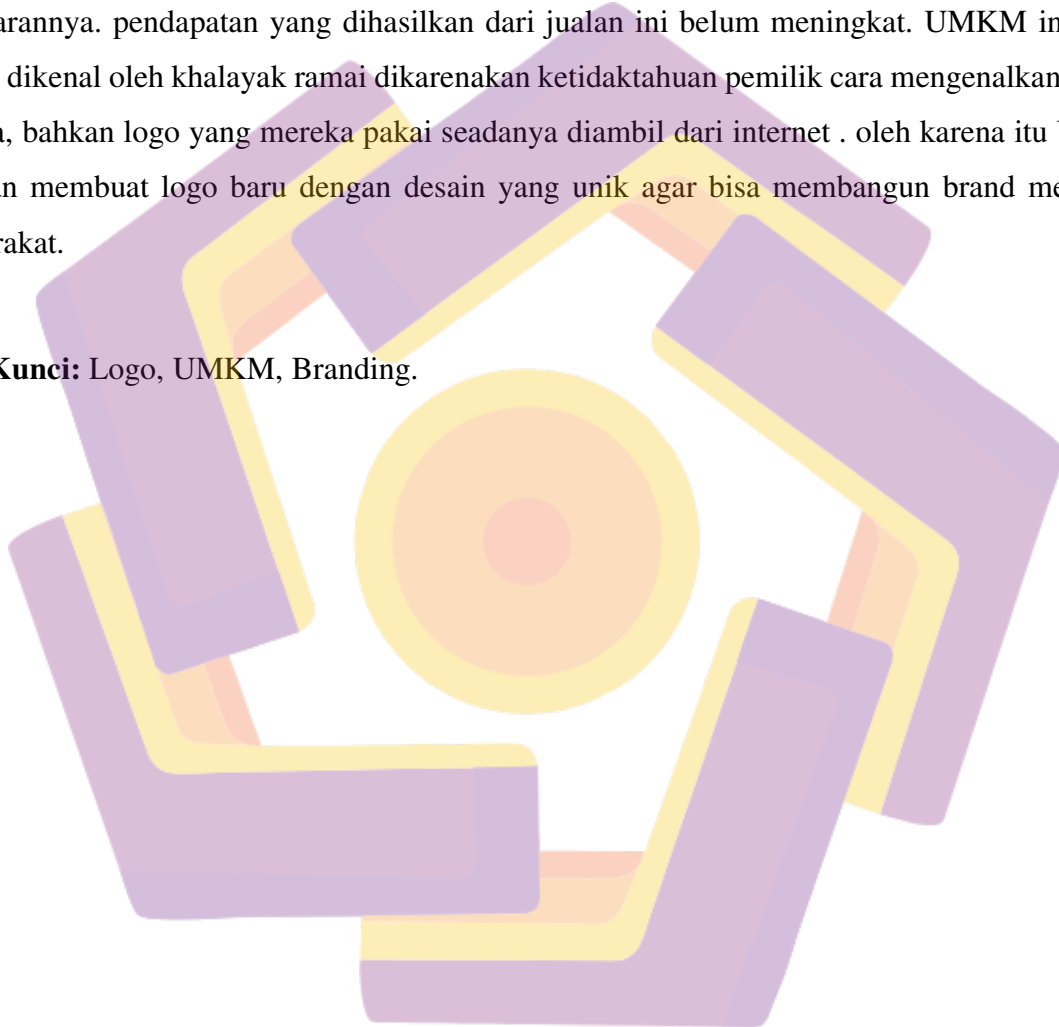 arannya. pendapatan yang dihasilkan dari jualan ini belum meningkat. UMKM in
dikenal oleh khalayak ramai dikarenakan ketidaktahuan pemilik cara mengenalkan
a, bahkan logo yang mereka pakai seadanya diambil dari internet . oleh karena itu
n membuat logo baru dengan desain yang unik agar bisa membangun brand me
rakat.
Kunci: Logo, UMKM, Branding.